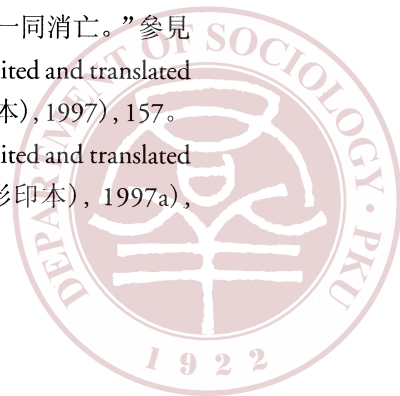 一同消亡。”參見
ited and translated
本), 1997), 157。
ited and translated
影印本), 1997a),
DEPARTMENT OF SOCIOLOGY · PKU
1922